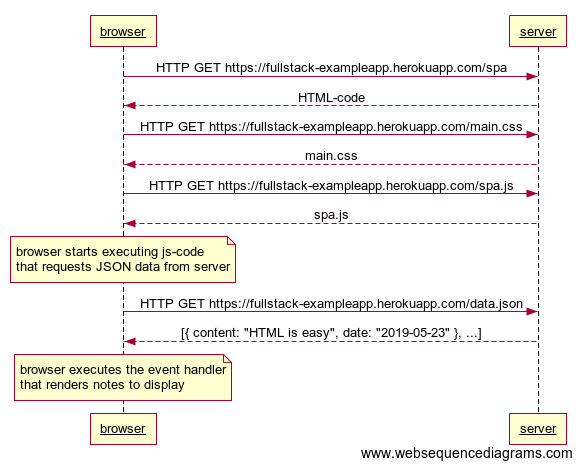 browser
server
HTTP GET https://fullstack-exampleapp.herokuapp.com/spa
HTML-code
HTTP GET https://fullstack-exampleapp.herokuapp.com/main.css
main.css
HTTP GET https://fullstack-exampleapp.herokuapp.com/spa.js
spa.js
browser starts executing js-code
that requests JSON data from server
HTTP GET https://fullstack-exampleapp.herokuapp.com/data.json
[{ content: "HTML is easy", date: "2019-05-23" }, ...]
browser executes the event handler
that renders notes to display
browser
server
www.websequencediagrams.com